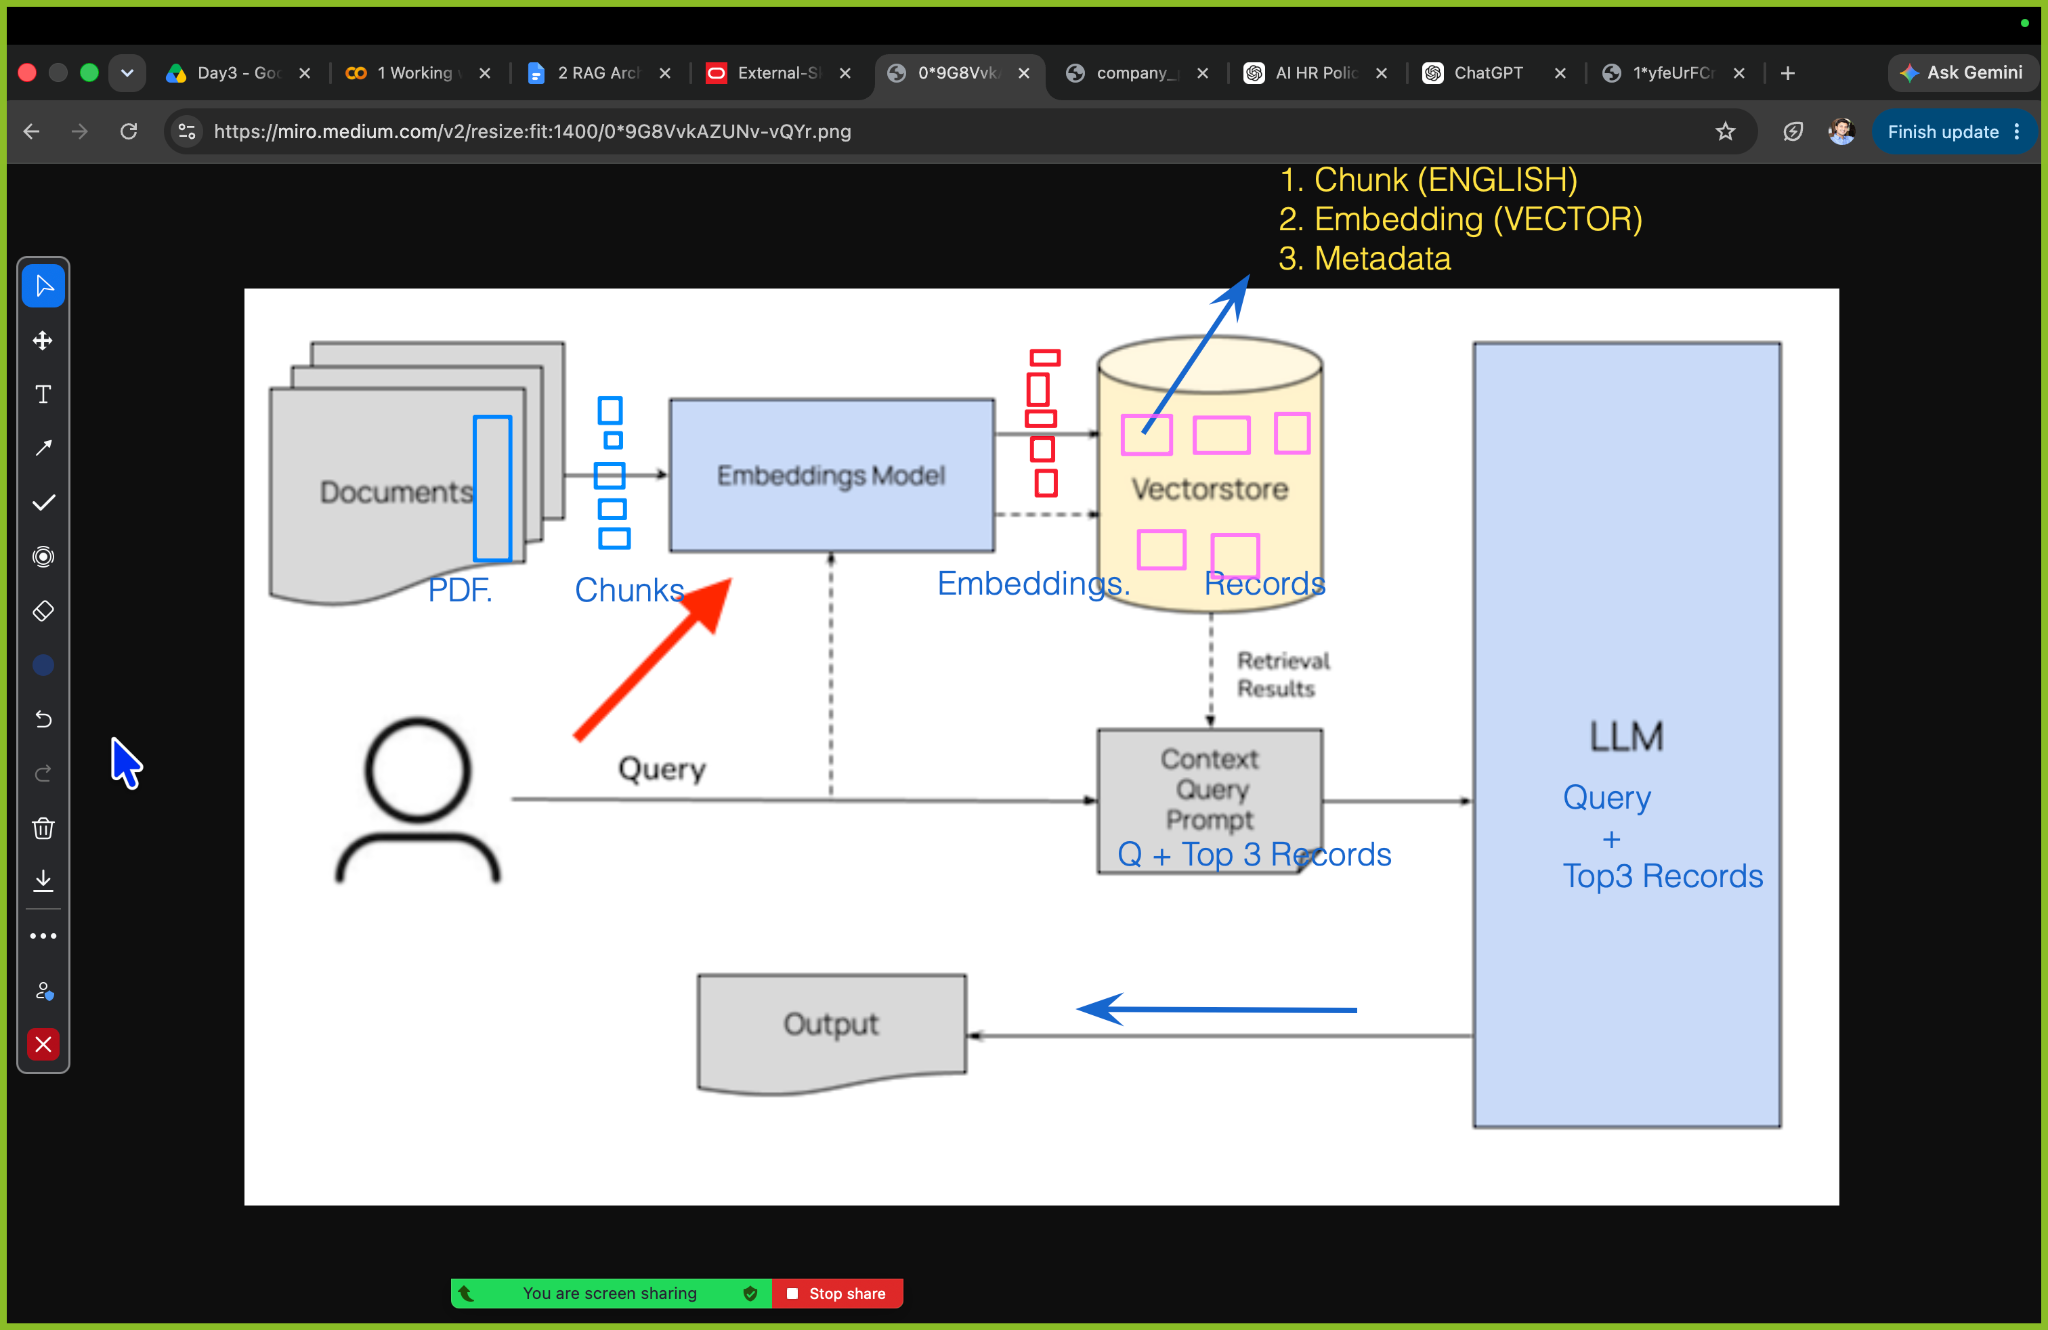 Day3 - Goo
1 Working v
2 RAG Arch
External-S
0*9G8Vvk
company_
AI HR Polic
ChatGPT
1*yfeUrFCr
Ask Gemini
https://miro.medium.com/v2/resize:fit:1400/0*9G8VvkAZUNv-vQYr.png
Finish update
1. Chunk (ENGLISH)
2. Embedding (VECTOR)
3. Metadata
Documents
Embeddings Model
Vectorstore
PDF.
Chunks
Embeddings.
Records
Retrieval
Results
Query
Context
Query
Prompt
Q + Top 3 Records
LLM
Query
+
Top3 Records
Output
You are screen sharing
Stop share